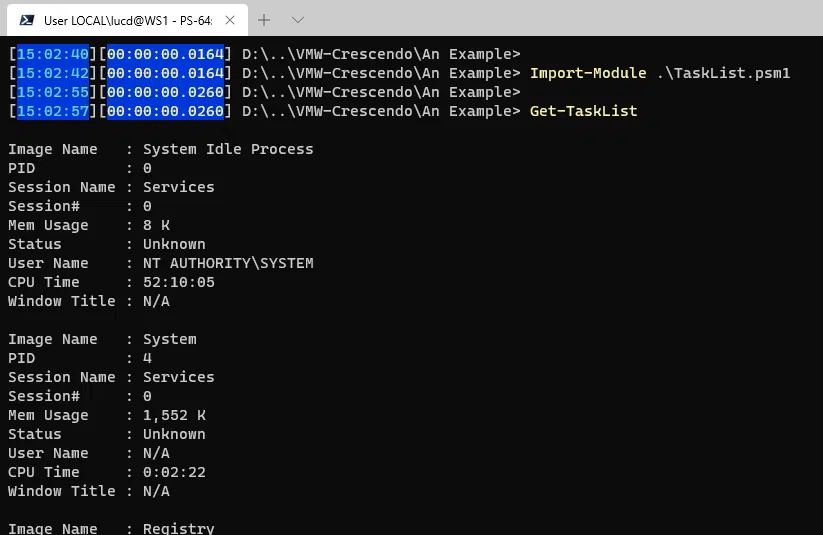 User LOCAL\lucd@WS1 - PS-64:
[15:02:40][00:00:00.0164] D:\..\VMW-Crescendo\An Example>
[15:02:42][00:00:00.0164] D:\..\VMW-Crescendo\An Example> Import-Module .\TaskList.psm1
[15:02:55][00:00:00.0260] D:\..\VMW-Crescendo\An Example>
[15:02:57][00:00:00.0260] D:\..\VMW-Crescendo\An Example> Get-TaskList
Image Name   : System Idle Process
PID          : 0
Session Name : Services
Session#     : 0
Mem Usage    : 8 K
Status       : Unknown
User Name    : NT AUTHORITY\SYSTEM
CPU Time     : 52:10:05
Window Title : N/A
Image Name   : System
PID          : 4
Session Name : Services
Session#     : 0
Mem Usage    : 1,552 K
Status       : Unknown
User Name    : N/A
CPU Time     : 0:02:22
Window Title : N/A
Image Name   : Registry